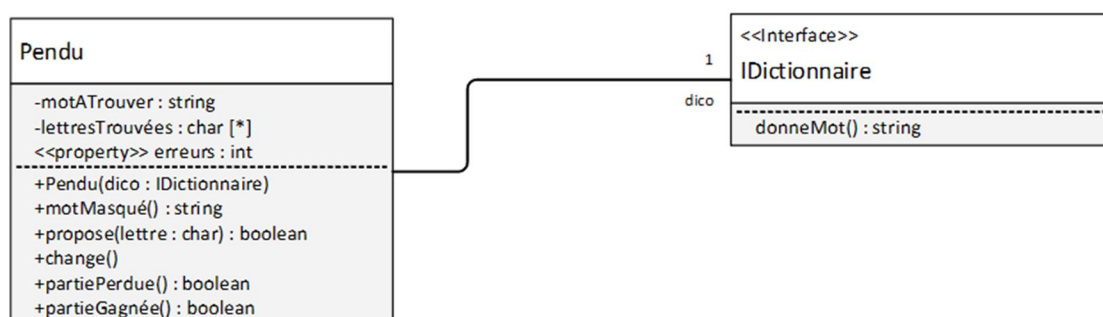 Pendu
-motATrouver : string
-lettresTrouvées : char [*]
<<property>> erreurs : int
+Pendu(dico : IDictionnaire)
+motMasqué() : string
+propose(lettre : char) : boolean
+change()
+partiePerdue() : boolean
+partieGagnée() : boolean
1
dico
<<Interface>>
IDictionnaire
donneMot() : string